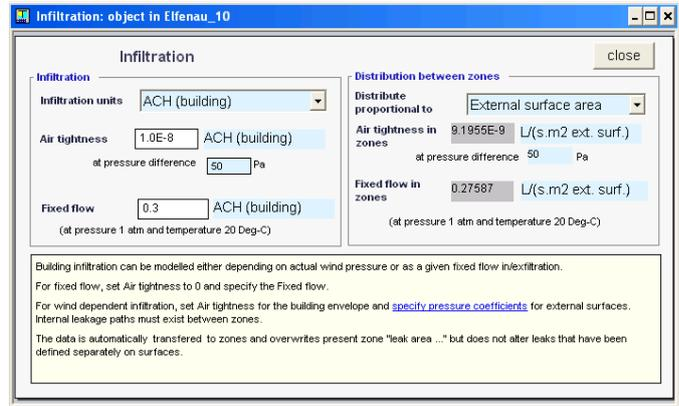 Infiltration: object in Elfenau_10
Infiltration
close
Infiltration
Infiltration units
ACH (building)
Air tightness
1.0E-8
ACH (building)
at pressure difference
50
Pa
Fixed flow
0.3
ACH (building)
(at pressure 1 atm and temperature 20 Deg-C)
Distribution between zones
Distribute
proportional to
External surface area
Air tightness in
zones
9.1955E-9
L/(s.m2 ext. surf.)
at pressure difference
50
Pa
Fixed flow in
zones
0.27587
L/(s.m2 ext. surf.)
(at pressure 1 atm and temperature 20 Deg-C)
Building infiltration can be modelled either depending on actual wind pressure or as a given fixed flow in/exfiltration.
For fixed flow, set Air tightness to 0 and specify the Fixed flow.
For wind dependent infiltration, set Air tightness for the building envelope and specify pressure coefficients for external surfaces.
Internal leakage paths must exist between zones.
The data is automatically transfered to zones and overwrites present zone "leak area ..." but does not alter leaks that have been
defined separately on surfaces.